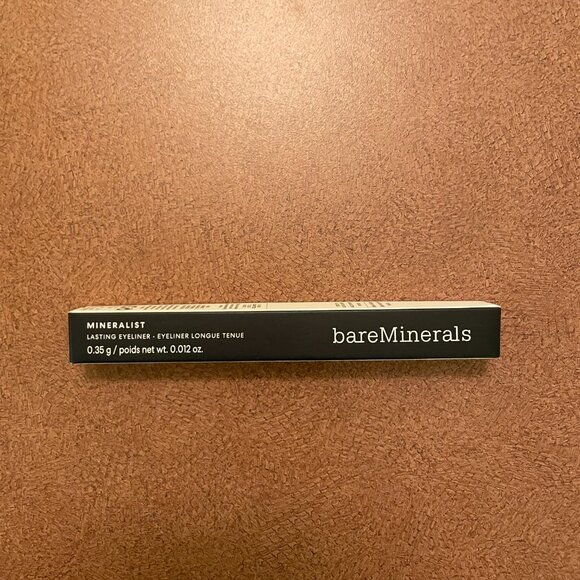 MINERALIST
LASTING EYELINER - EYELINER LONGUE TENUE
0.35 g / poids net wt. 0.012 oz.
bareMinerals